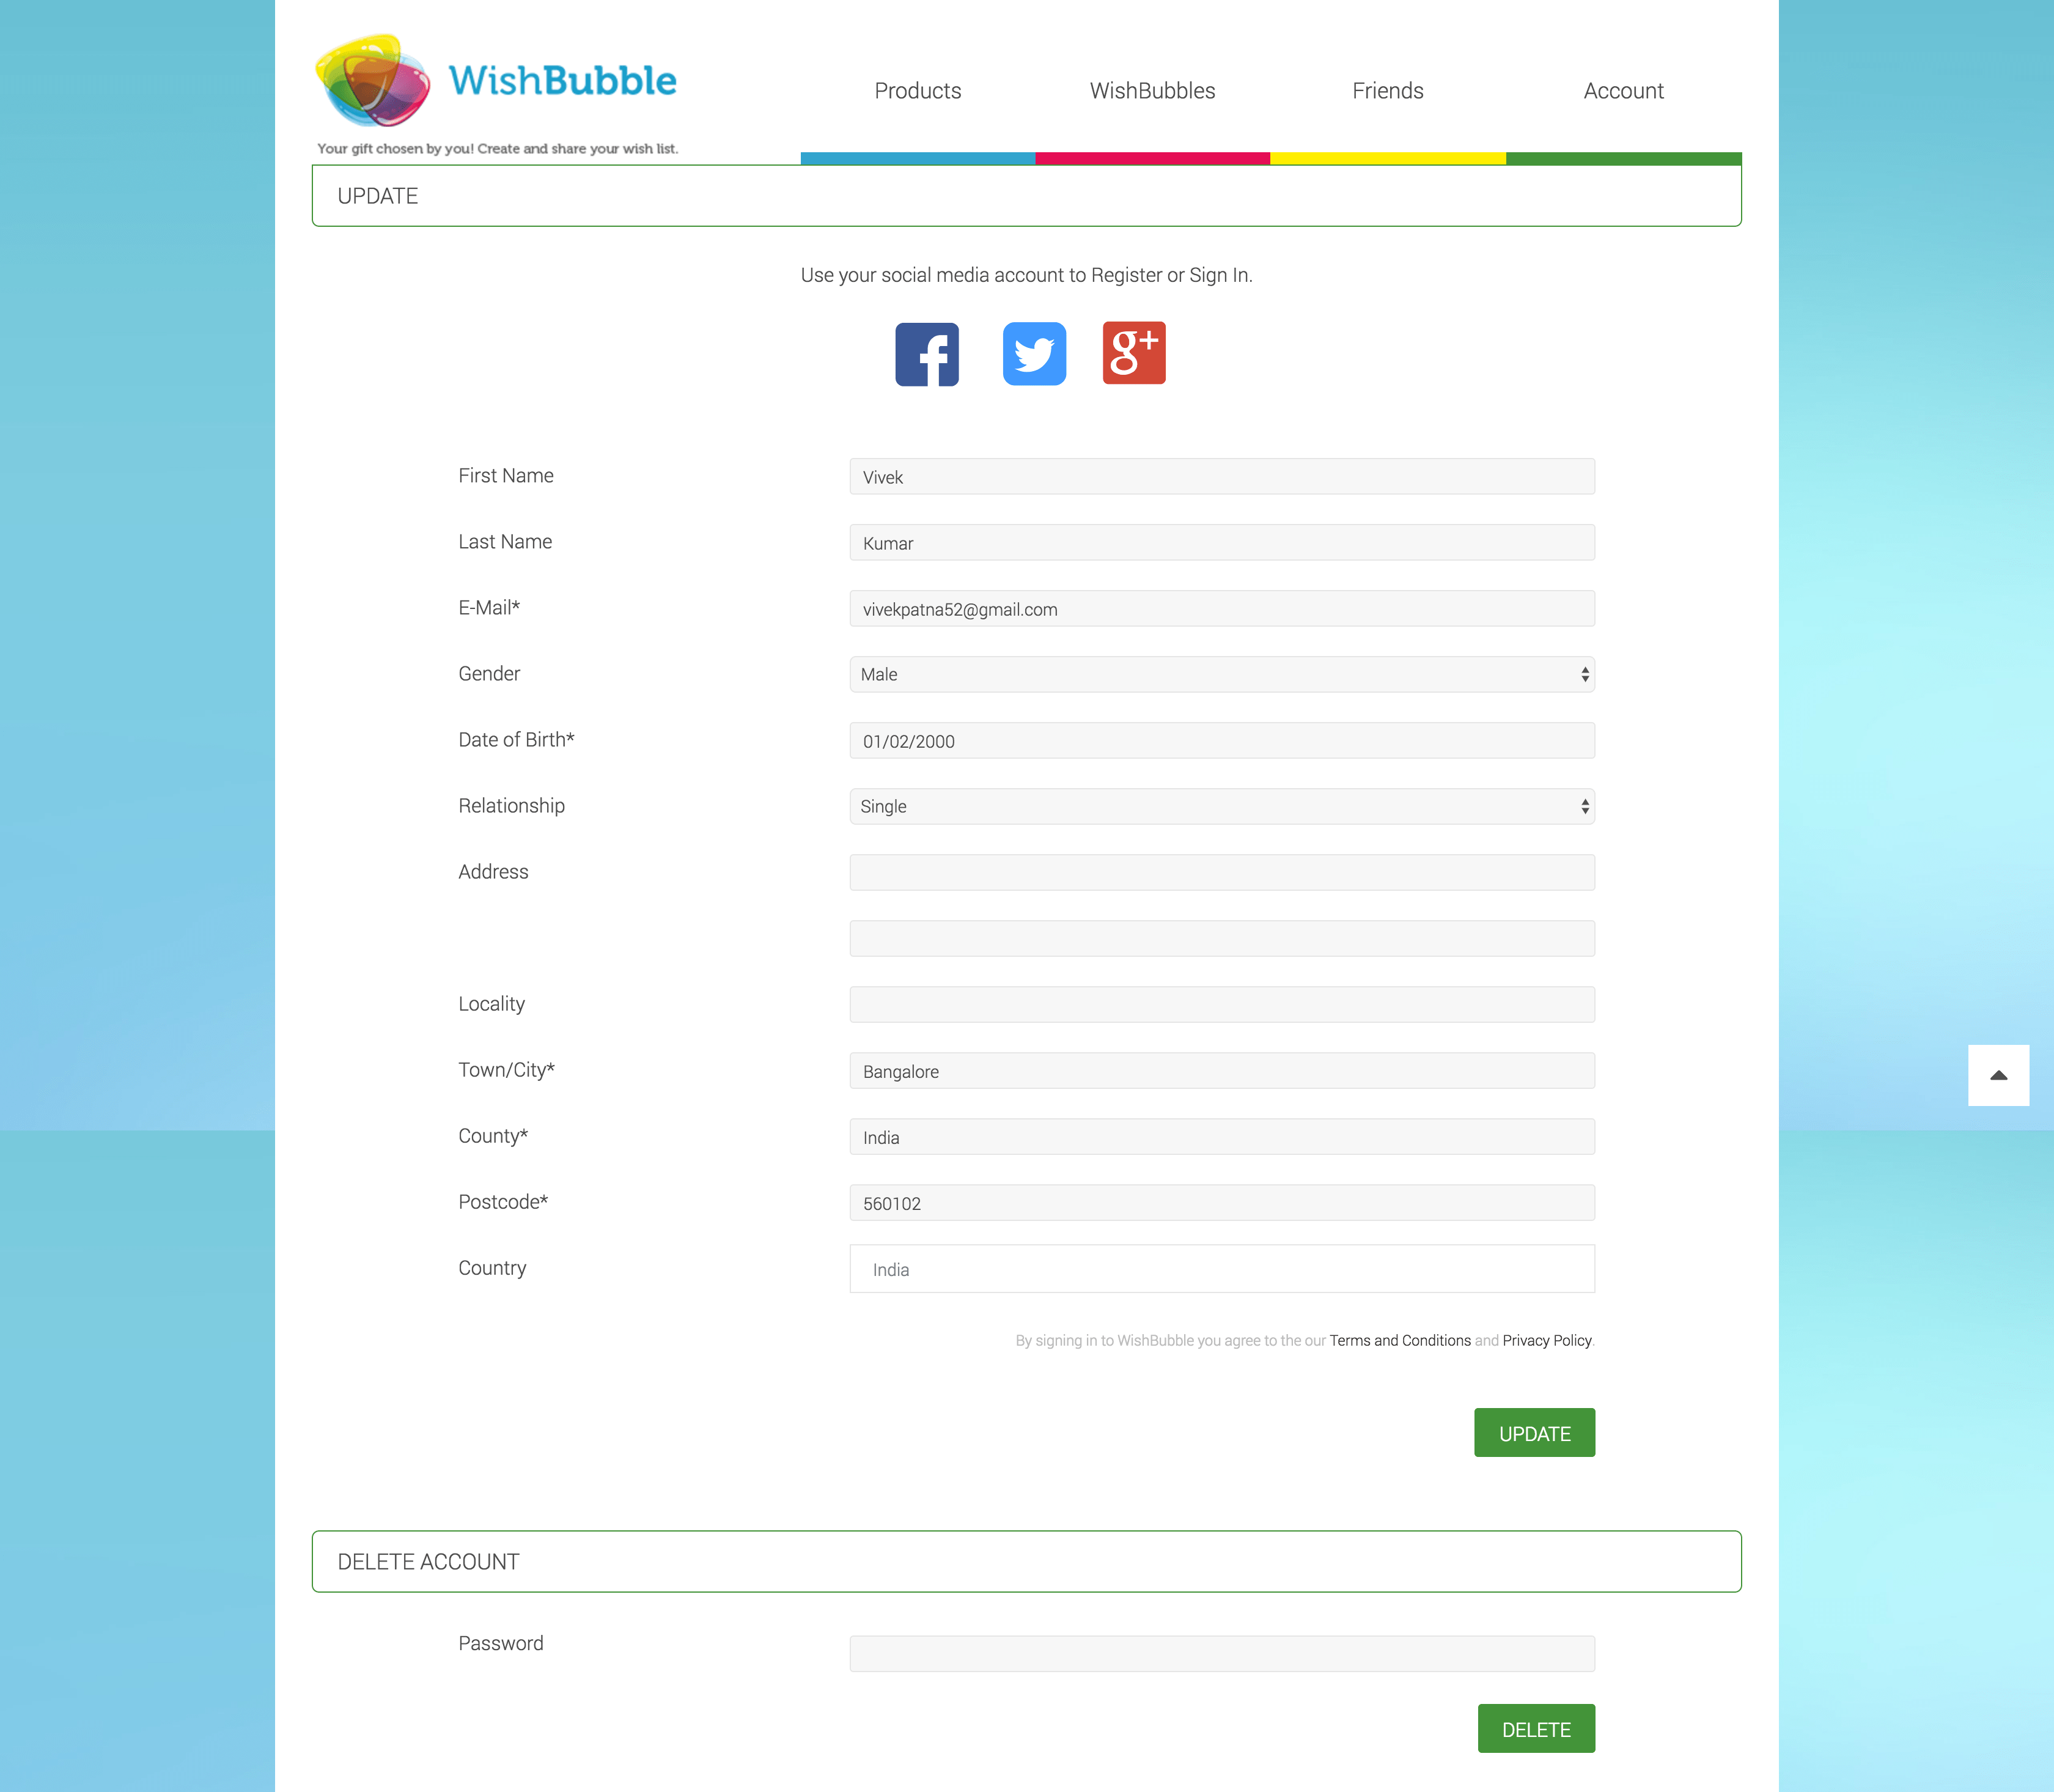 WishBubble
Products WishBubbles Friends Account
Your gift chosen by you! Create and share your wish list.
UPDATE
Use your social media account to Register or Sign In.
f g+
First Name Vivek
Last Name Kumar
E-Mail* vivekpatna52@gmail.com
Gender Male
Date of Birth* 01/02/2000
Relationship Single
Address
Locality
Town/City* Bangalore
County* India
Postcode* 560102
Country India
By signing in to WishBubble you agree to the our Terms and Conditions and Privacy Policy.
UPDATE
DELETE ACCOUNT
Password
DELETE